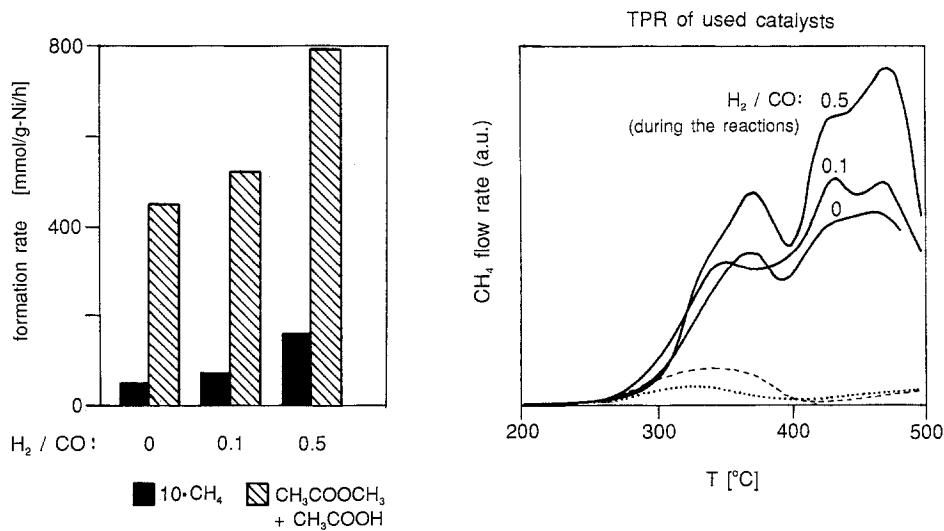 TPR of used catalysts
800
400
0
formation rate [mmol/g-Ni/h]
H₂ / CO: 0 0.1 0.5
10•CH₄
CH₃COOCH₃
+ CH₃COOH
CH₄ flow rate (a.u.)
H₂ / CO:
(during the reactions)
0.5
0.1
0
200 300 400 500
T [°C]